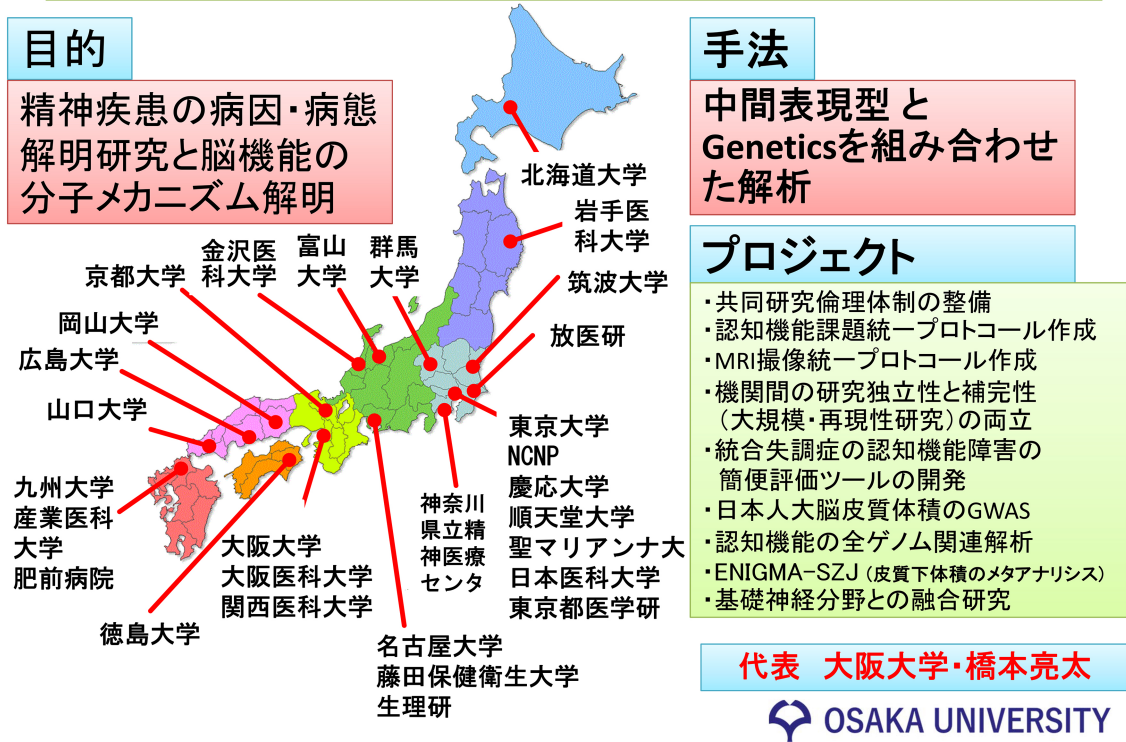 目的
精神疾患の病因・病態
解明研究と脳機能の
分子メカニズム解明
手法
中間表現型 と
Geneticsを組み合わせ
た解析
プロジェクト
・共同研究倫理体制の整備
・認知機能課題統一プロトコール作成
・MRI撮像統一プロトコール作成
・機関間の研究独立性と補完性
（大規模・再現性研究）の両立
・統合失調症の認知機能障害の
簡便評価ツールの開発
・日本人大脳皮質体積のGWAS
・認知機能の全ゲノム関連解析
・ENIGMA-SZJ（皮質下体積のメタアナリシス）
・基礎神経分野との融合研究
代表　大阪大学・橋本亮太
OSAKA UNIVERSITY
北海道大学
岩手医
科大学
筑波大学
放医研
群馬
大学
富山
大学
金沢医
科大学
京都大学
岡山大学
広島大学
山口大学
九州大学
産業医科
大学
肥前病院
徳島大学
大阪大学
大阪医科大学
関西医科大学
名古屋大学
藤田保健衛生大学
生理研
神奈川
県立精
神医療
センタ
東京大学
NCNP
慶応大学
順天堂大学
聖マリアンナ大
日本医科大学
東京都医学研